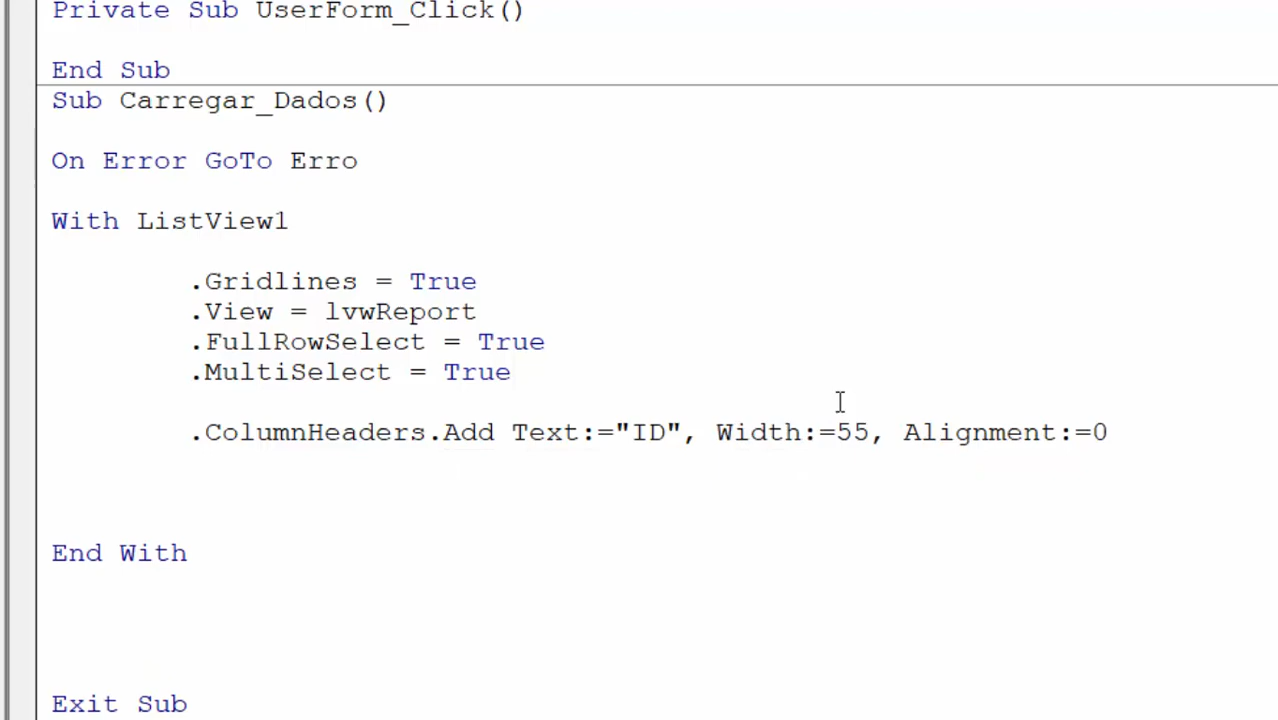 Private Sub UserForm_Click()
End Sub
Sub Carregar_Dados()
On Error GoTo Erro
With ListView1
.Gridlines = True
.View = lvwReport
.FullRowSelect = True
.MultiSelect = True
.ColumnHeaders.Add Text:="ID", Width:=55, Alignment:=0
End With
Exit Sub